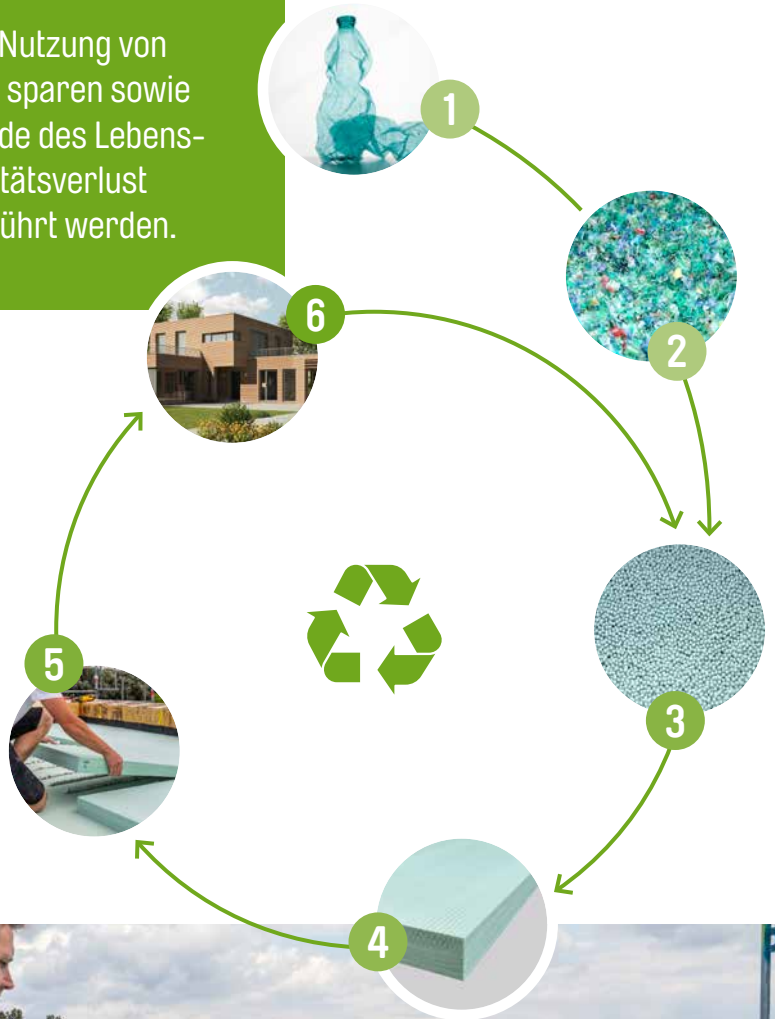 Nutzung von
sparen sowie
de des Lebens-
tätsverlust
ührt werden.
1
2
6
3
5
4